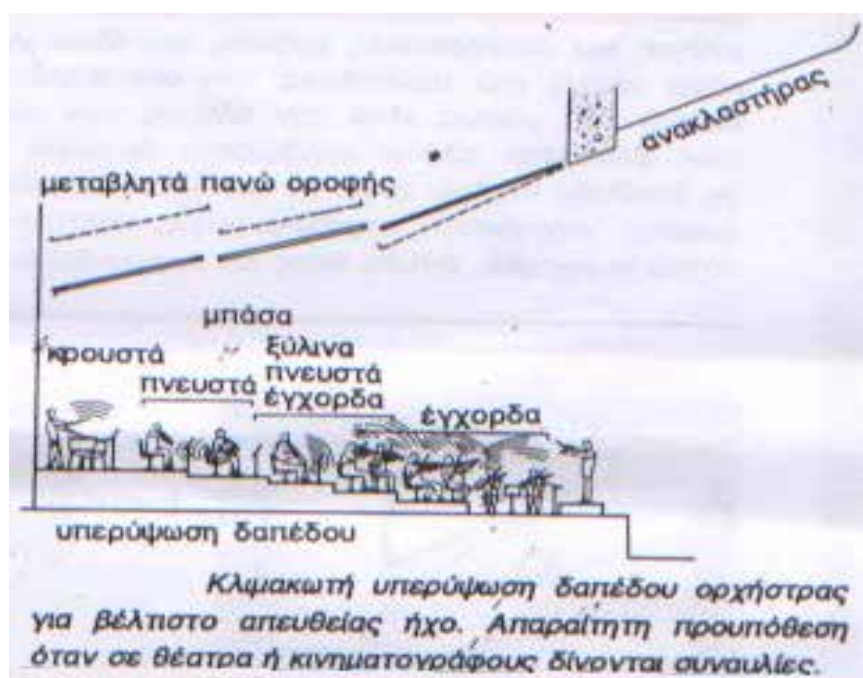 ανακλαστήρας
μεταβλητά πανώ οροφής
μπάσα
κρουστά
ξύλινα
πνευστά
πνευστά
έγχορδα
έγχορδα
υπερύψωση δαπέδου
Κλιμακωτή υπερύψωση δαπέδου ορχήστρας
για βέλτιστο απευθείας ήχο. Απαραίτητη προυπόθεση
όταν σε θέατρα ή κινηματογράφους δίνονται συναυλίες.